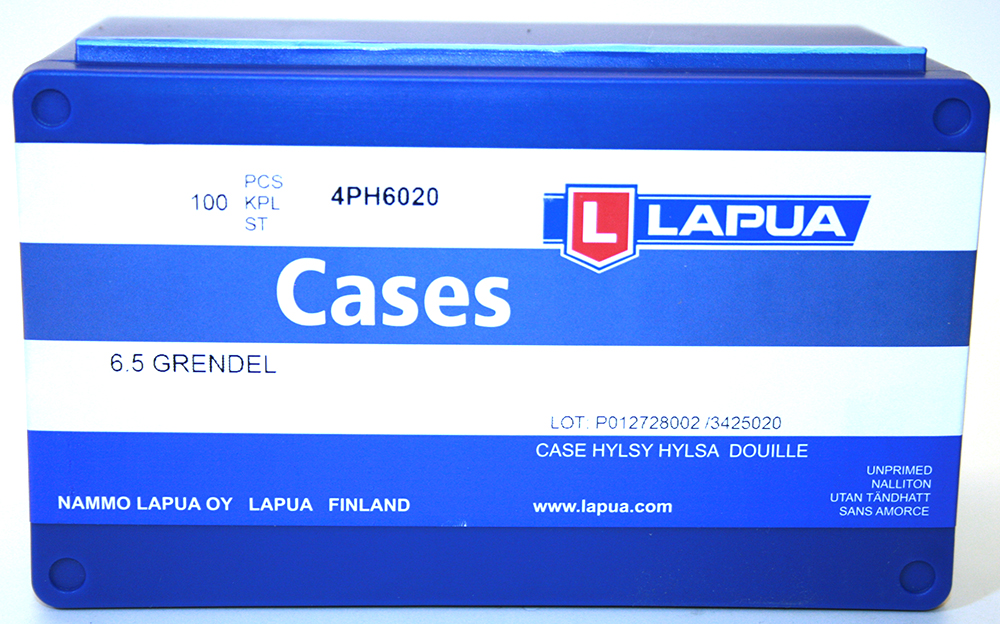 100 PCS KPL ST 4PH6020
L LAPUA
Cases
6.5 GRENDEL
LOT: P012728002 /3425020
CASE HYLSY HYLSA DOUILLE
UNPRIMED
NALLITON
UTAN TÄNDHATT
SANS AMORCE
NAMMO LAPUA OY LAPUA FINLAND
www.lapua.com